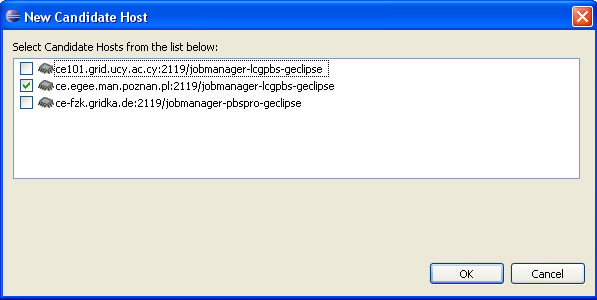 New Candidate Host
Select Candidate Hosts from the list below:
ce101.grid.ucy.ac.cy:2119/jobmanager-lcgpbs-geclipse
ce.egee.man.poznan.pl:2119/jobmanager-lcgpbs-geclipse
ce-fzk.gridka.de:2119/jobmanager-pbspro-geclipse
OK
Cancel